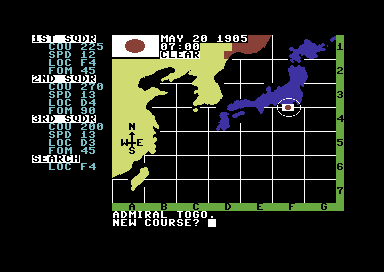 1ST SQDR
COU 225
SPD 12
LOC F4
FOM 45
2ND SQDR
COU 270
SPD 13
LOC D4
FOM 90
3RD SQDR
COU 200
SPD 13
LOC D3
FOM 45
SEARCH
LOC F4
MAY 20 1905
07:00
CLEAR
1
2
3
4
5
6
7
N
W E
S
A B C D E F G
ADMIRAL TOGO.
NEW COURSE?